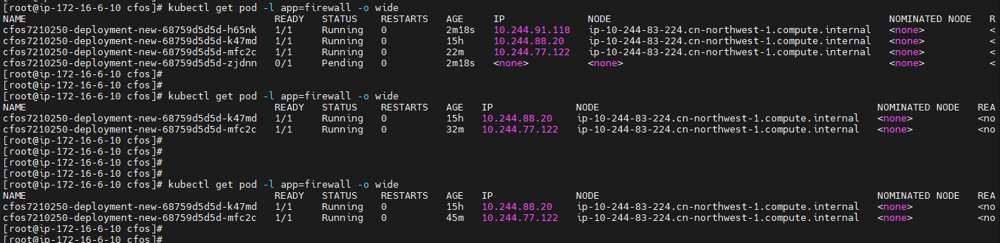 [root@ip-172-16-6-10 cfos]# kubectl get pod -l app=firewall -o wide
NAME READY STATUS RESTARTS AGE IP NODE NOMINATED NODE R
cfos7210250-deployment-new-68759d5d5d-h65nk 1/1 Running 0 2m18s 10.244.91.118 ip-10-244-83-224.cn-northwest-1.compute.internal <none> <
cfos7210250-deployment-new-68759d5d5d-k47md 1/1 Running 0 15h 10.244.88.20 ip-10-244-83-224.cn-northwest-1.compute.internal <none> <
cfos7210250-deployment-new-68759d5d5d-mfc2c 1/1 Running 0 22m 10.244.77.122 ip-10-244-83-224.cn-northwest-1.compute.internal <none> <
cfos7210250-deployment-new-68759d5d5d-zjdnn 0/1 Pending 0 2m18s <none> <none> <none> <
[root@ip-172-16-6-10 cfos]#
[root@ip-172-16-6-10 cfos]#
[root@ip-172-16-6-10 cfos]# kubectl get pod -l app=firewall -o wide
NAME READY STATUS RESTARTS AGE IP NODE NOMINATED NODE REA
cfos7210250-deployment-new-68759d5d5d-k47md 1/1 Running 0 15h 10.244.88.20 ip-10-244-83-224.cn-northwest-1.compute.internal <none> <no
cfos7210250-deployment-new-68759d5d5d-mfc2c 1/1 Running 0 32m 10.244.77.122 ip-10-244-83-224.cn-northwest-1.compute.internal <none> <no
[root@ip-172-16-6-10 cfos]#
[root@ip-172-16-6-10 cfos]#
[root@ip-172-16-6-10 cfos]#
[root@ip-172-16-6-10 cfos]#
[root@ip-172-16-6-10 cfos]# kubectl get pod -l app=firewall -o wide
NAME READY STATUS RESTARTS AGE IP NODE NOMINATED NODE REA
cfos7210250-deployment-new-68759d5d5d-k47md 1/1 Running 0 15h 10.244.88.20 ip-10-244-83-224.cn-northwest-1.compute.internal <none> <no
cfos7210250-deployment-new-68759d5d5d-mfc2c 1/1 Running 0 45m 10.244.77.122 ip-10-244-83-224.cn-northwest-1.compute.internal <none> <no
[root@ip-172-16-6-10 cfos]#
[root@ip-172-16-6-10 cfos]#